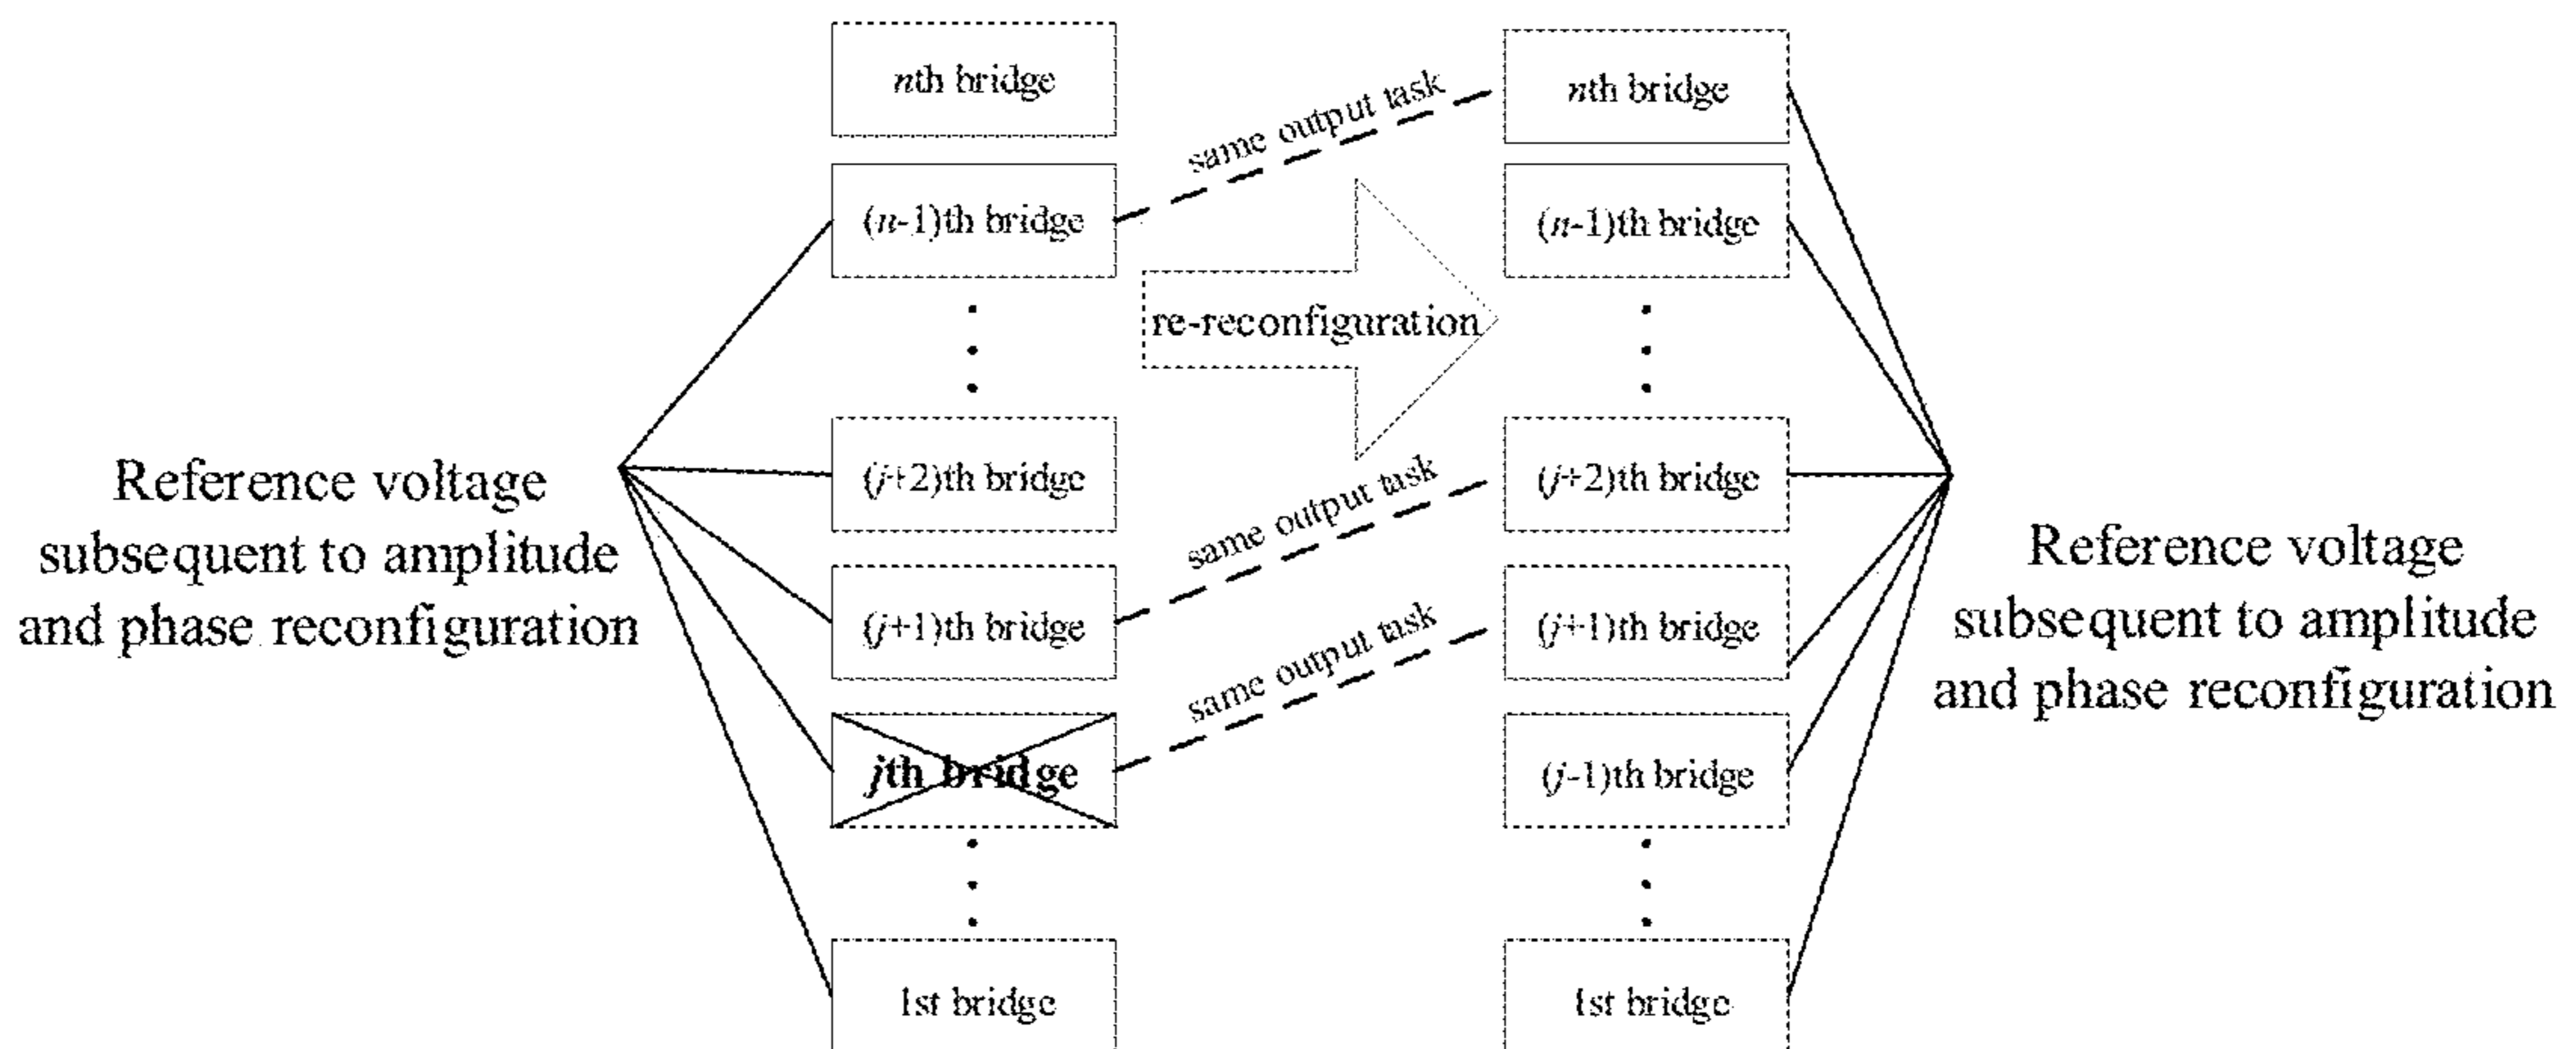 Reference voltage
subsequent to amplitude
and phase reconfiguration
nth bridge
(n-1)th bridge
(j+2)th bridge
(j+1)th bridge
jth bridge
1st bridge
same output task
re-reconfiguration
same output task
same output task
nth bridge
(n-1)th bridge
(j+2)th bridge
(j+1)th bridge
(j-1)th bridge
1st bridge
Reference voltage
subsequent to amplitude
and phase reconfiguration